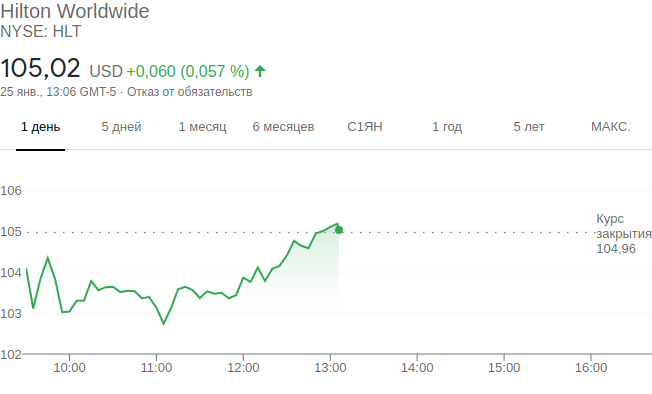 Hilton Worldwide
NYSE: HLT
105,02 USD +0,060 (0,057 %)
25 янв., 13:06 GMT-5 · Отказ от обязательств
1 день 5 дней 1 месяц 6 месяцев С1ЯН 1 год 5 лет МАКС.
106
Курс
105
закрытия
104,96
104
103
102
10:00 11:00 12:00 13:00 14:00 15:00 16:00